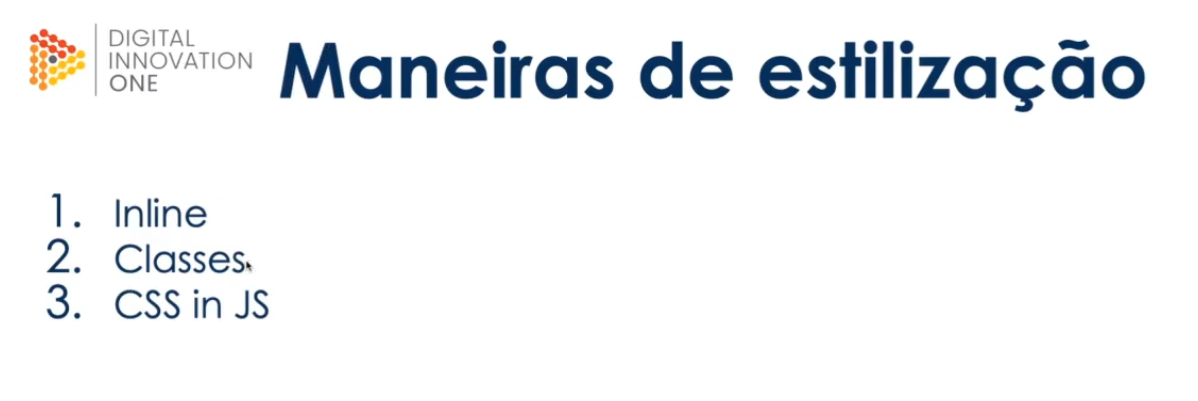 DIGITAL
INNOVATION
ONE
Maneiras de estilização
1. Inline
2. Classes
3. CSS in JS